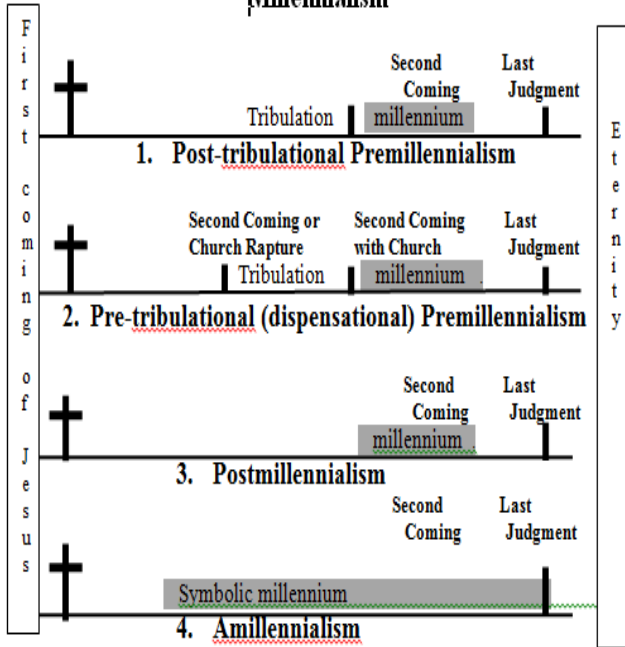 Millennialism
First coming of Jesus
Second Last
Coming Judgment
Tribulation millennium
1. Post-tribulational Premillennialism
Second Coming or Second Coming Last
Church Rapture with Church Judgment
Tribulation millennium .
2. Pre-tribulational (dispensational) Premillennialism
Second Last
Coming Judgment
millennium .
3. Postmillennialism
Second Last
Coming Judgment
Symbolic millennium
4. Amillennialism
Eternity